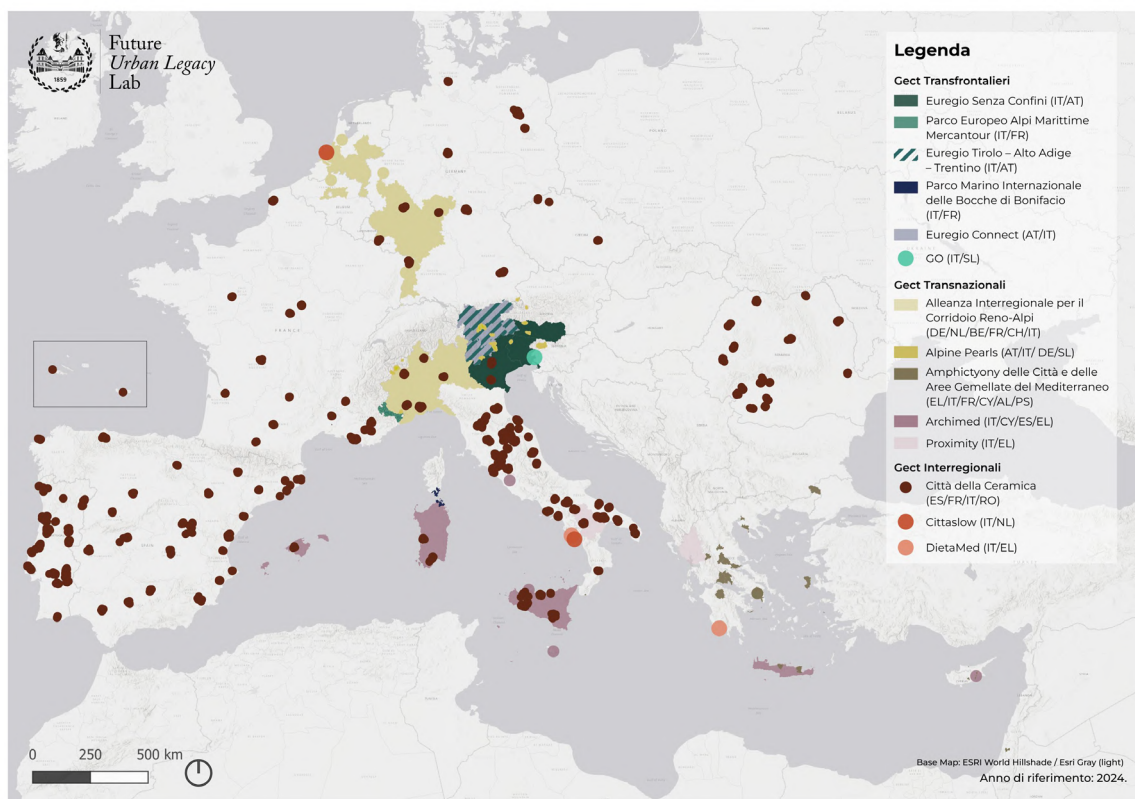 Future
Urban Legacy
Lab
1859
Legenda
Gect Transfrontalieri
Euregio Senza Confini (IT/AT)
Parco Europeo Alpi Marittime
Mercantour (IT/FR)
Euregio Tirolo – Alto Adige
– Trentino (IT/AT)
Parco Marino Internazionale
delle Bocche di Bonifacio
(IT/FR)
Euregio Connect (AT/IT)
GO (IT/SL)
Gect Transnazionali
Alleanza Interregionale per il
Corridoio Reno-Alpi
(DE/NL/BE/FR/CH/IT)
Alpine Pearls (AT/IT/ DE/SL)
Amphictyony delle Città e delle
Aree Gemellate del Mediterraneo
(EL/IT/FR/CY/AL/PS)
Archimed (IT/CY/ES/EL)
Proximity (IT/EL)
Gect Interregionali
Città della Ceramica
(ES/FR/IT/RO)
Cittaslow (IT/NL)
DietaMed (IT/EL)
FRANCE
SPAIN
0 250 500 km
Base Map: ESRI World Hillshade / Esri Gray (light)
Anno di riferimento: 2024.